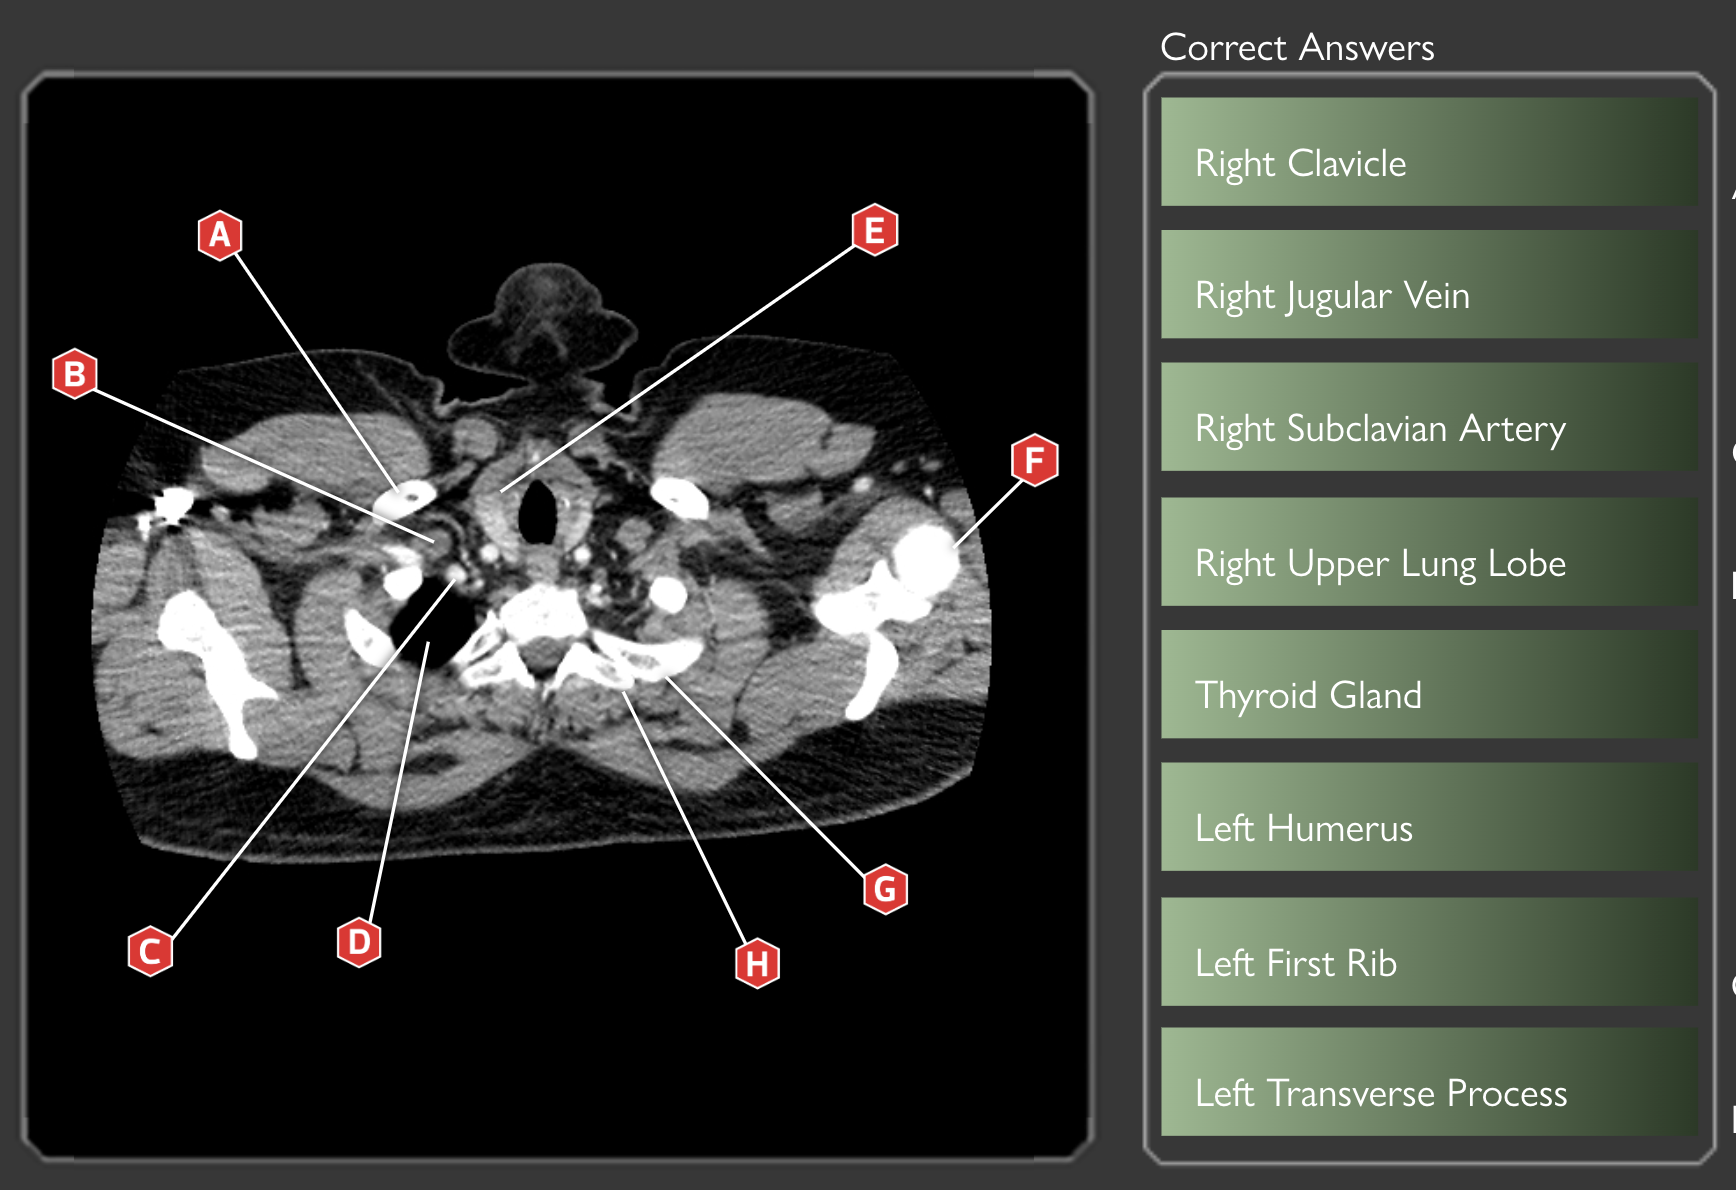 Correct Answers
A
B
C
D
E
F
G
H
Right Clavicle
Right Jugular Vein
Right Subclavian Artery
Right Upper Lung Lobe
Thyroid Gland
Left Humerus
Left First Rib
Left Transverse Process